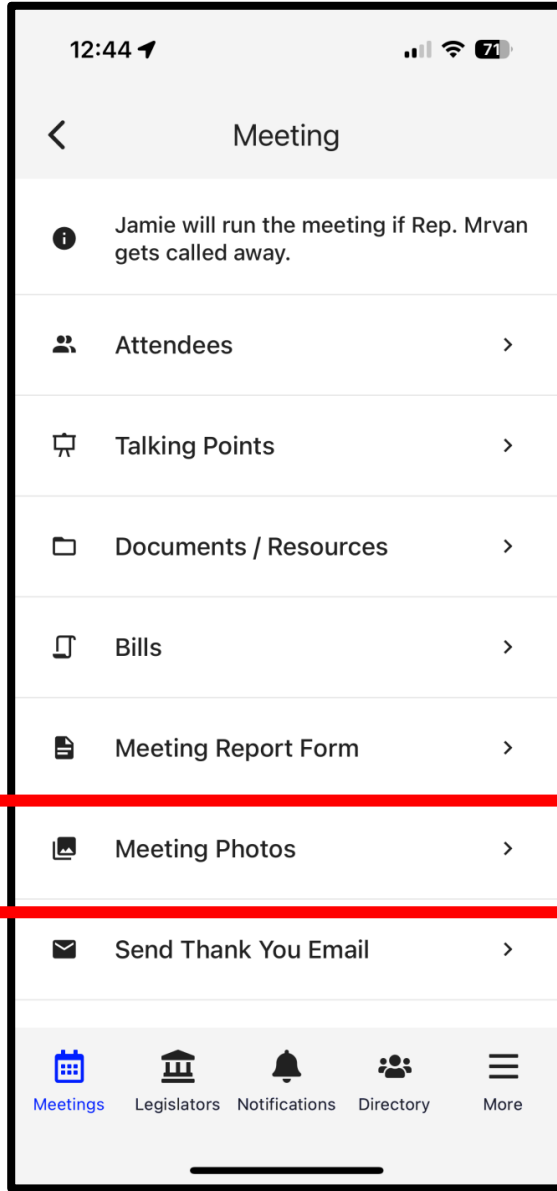 12:44
71
Meeting
Jamie will run the meeting if Rep. Mrvan
gets called away.
Attendees
Talking Points
Documents / Resources
Bills
Meeting Report Form
Meeting Photos
Send Thank You Email
Meetings Legislators Notifications Directory More